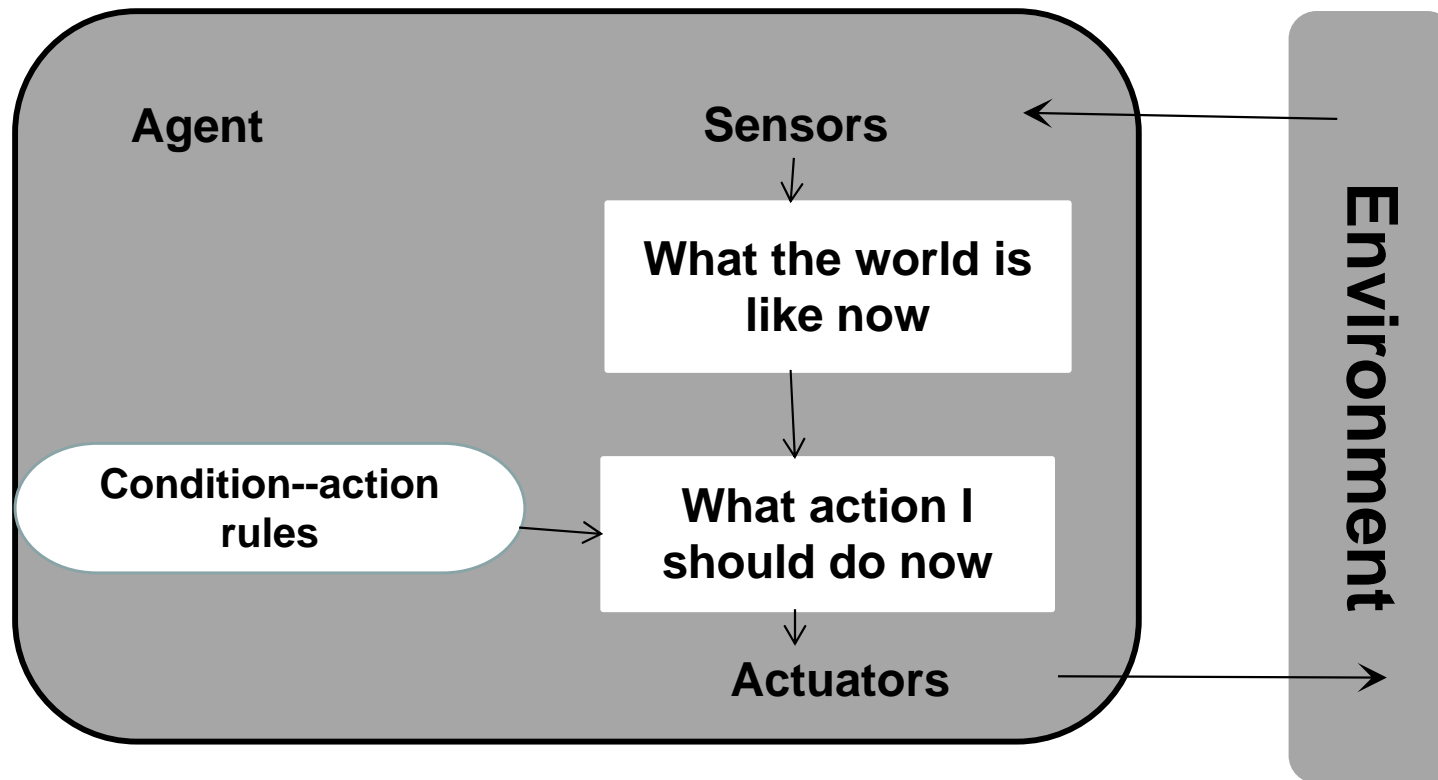 Agent
Sensors
What the world is
like now
Condition--action
rules
What action I
should do now
Actuators
Environment